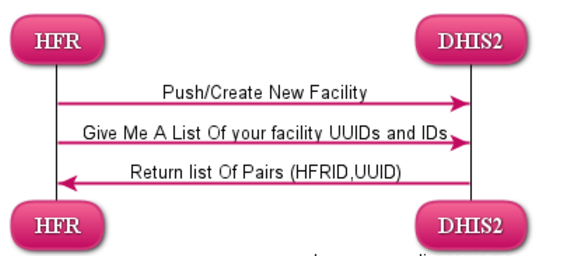 HFR
DHIS2
Push/Create New Facility
Give Me A List Of your facility UUIDs and IDs
Return list Of Pairs (HFRID,UUID)
HFR
DHIS2